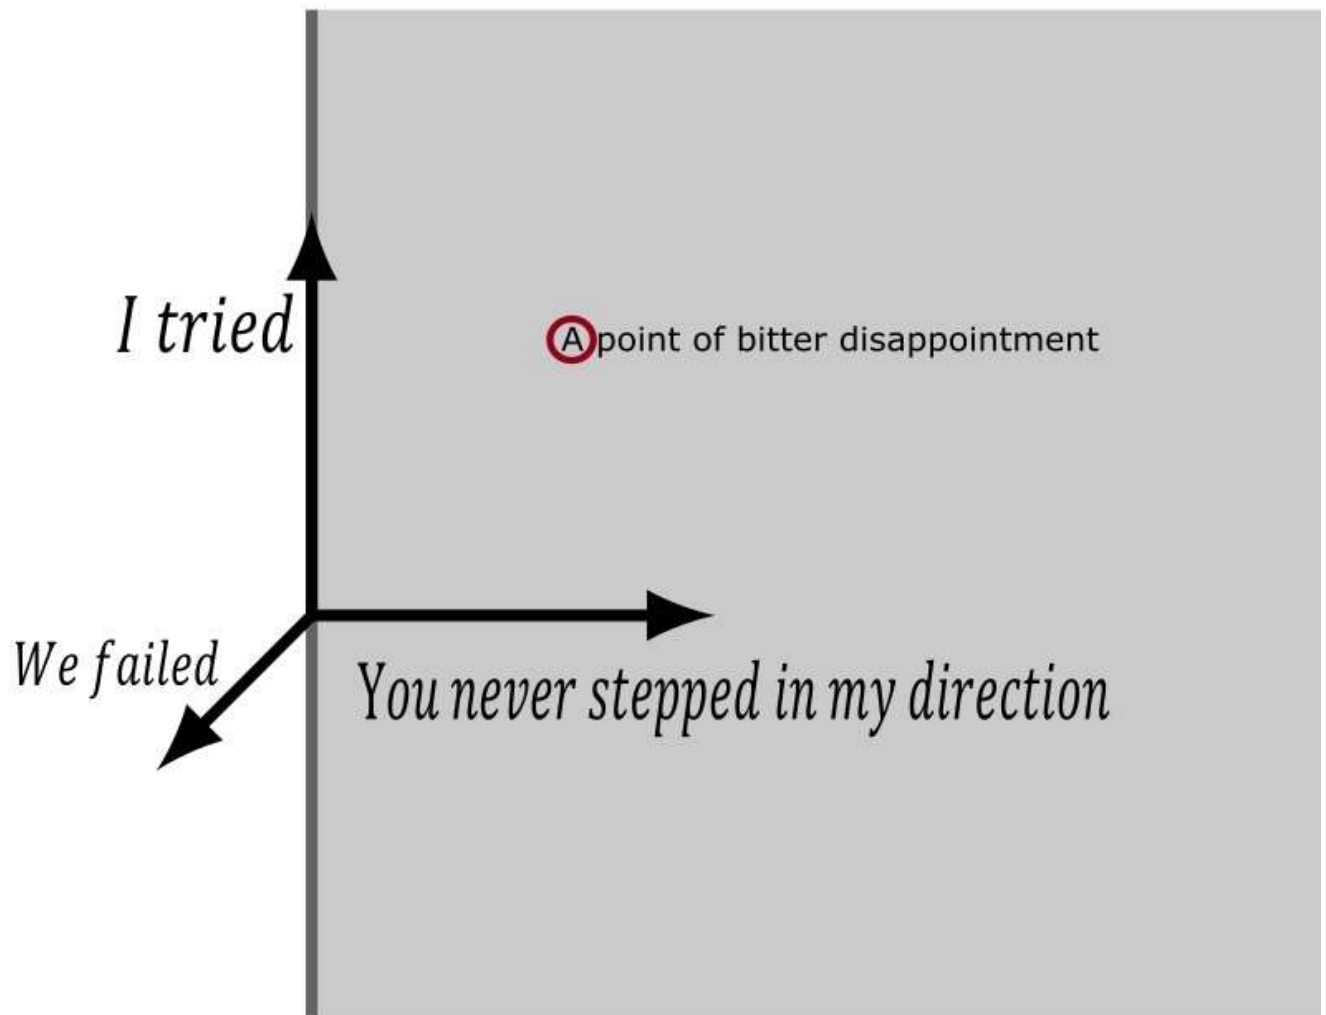 I tried
A point of bitter disappointment
We failed
You never stepped in my direction